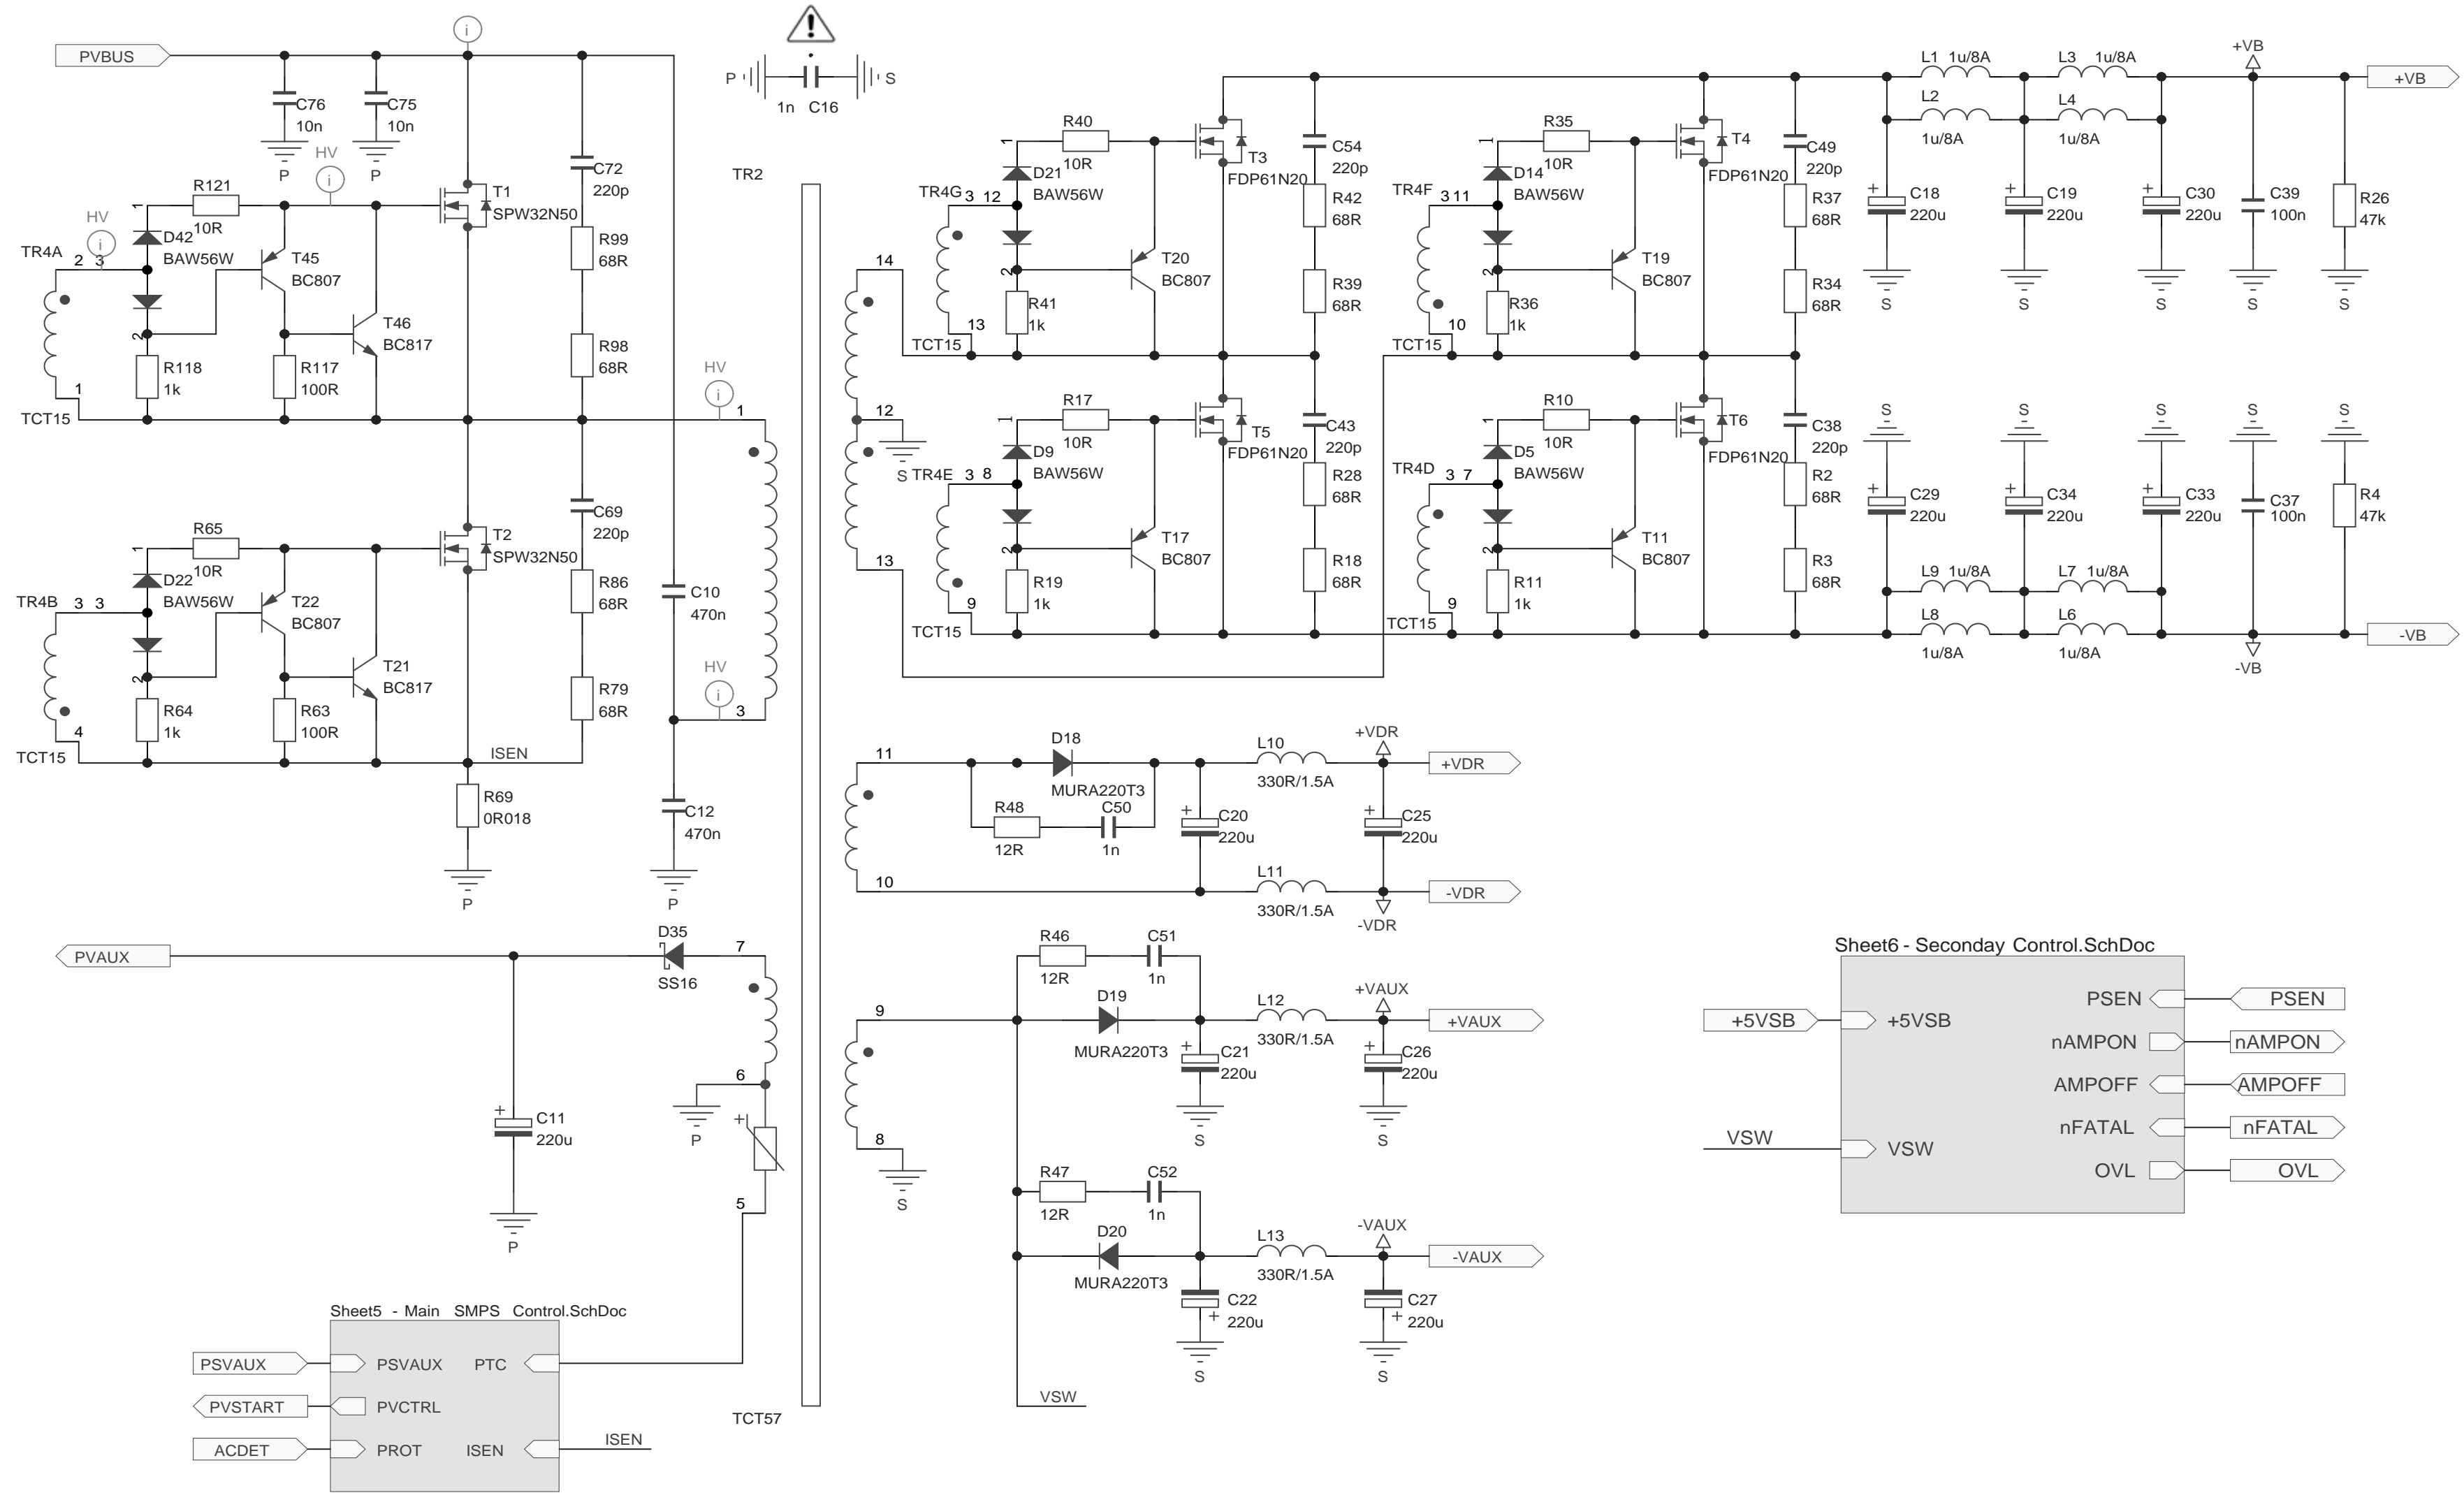 PVBUS
i
C76
10n
P
C75
10n
P
HV
i
HV
i
R121
10R
1
D42
BAW56W
TR4A
2 3
2
1
TCT15
R118
1k
T45
BC807
R117
100R
T46
BC817
T1
SPW32N50
C72
220p
R99
68R
R98
68R
R65
10R
1
D22
BAW56W
TR4B
3 3
2
4
TCT15
R64
1k
T22
BC807
R63
100R
T21
BC817
T2
SPW32N50
C69
220p
R86
68R
R79
68R
ISEN
R69
0R018
P
C10
470n
C12
470n
P
HV
i
1
HV
i
3
P
1n C16
S
TR2
14
12
S
13
R40
10R
1
D21
BAW56W
TR4G
3 12
2
13
TCT15
R41
1k
T20
BC807
T3
FDP61N20
C54
220p
R42
68R
R39
68R
R35
10R
1
D14
BAW56W
TR4F
3 11
2
10
TCT15
R36
1k
T19
BC807
T4
FDP61N20
C49
220p
R37
68R
R34
68R
R17
10R
1
D9
BAW56W
TR4E
3 8
2
9
TCT15
R19
1k
T17
BC807
T5
FDP61N20
C43
220p
R28
68R
R18
68R
R10
10R
1
D5
BAW56W
TR4D
3 7
2
9
TCT15
R11
1k
T11
BC807
T6
FDP61N20
C38
220p
R2
68R
R3
68R
L1 1u/8A
L3 1u/8A
+VB
+VB
L2
1u/8A
L4
1u/8A
+
C18
220u
S
+
C19
220u
S
+
C30
220u
S
C39
100n
S
R26
47k
S
S
+
C29
220u
S
+
C34
220u
S
+
C33
220u
S
C37
100n
S
R4
47k
L9 1u/8A
L7 1u/8A
L8
1u/8A
L6
1u/8A
-VB
-VB
11
D18
MURA220T3
R48
12R
C50
1n
L10
330R/1.5A
+VDR
+VDR
+
C20
220u
+
C25
220u
10
L11
330R/1.5A
-VDR
-VDR
PVAUX
D35
SS16
7
+
C11
220u
P
6
P
+
5
9
R46
12R
C51
1n
D19
MURA220T3
L12
330R/1.5A
+VAUX
+VAUX
+
C21
220u
S
+
C26
220u
S
8
S
R47
12R
C52
1n
D20
MURA220T3
L13
330R/1.5A
-VAUX
-VAUX
C22
+
220u
S
C27
+
220u
S
VSW
TCT57
Sheet5 - Main SMPS Control.SchDoc
PSVAUX
PSVAUX
PTC
PVSTART
PVCTRL
ACDET
PROT
ISEN
ISEN
Sheet6 - Seconday Control.SchDoc
+5VSB
+5VSB
PSEN
PSEN
nAMPON
nAMPON
AMPOFF
AMPOFF
nFATAL
nFATAL
VSW
VSW
OVL
OVL